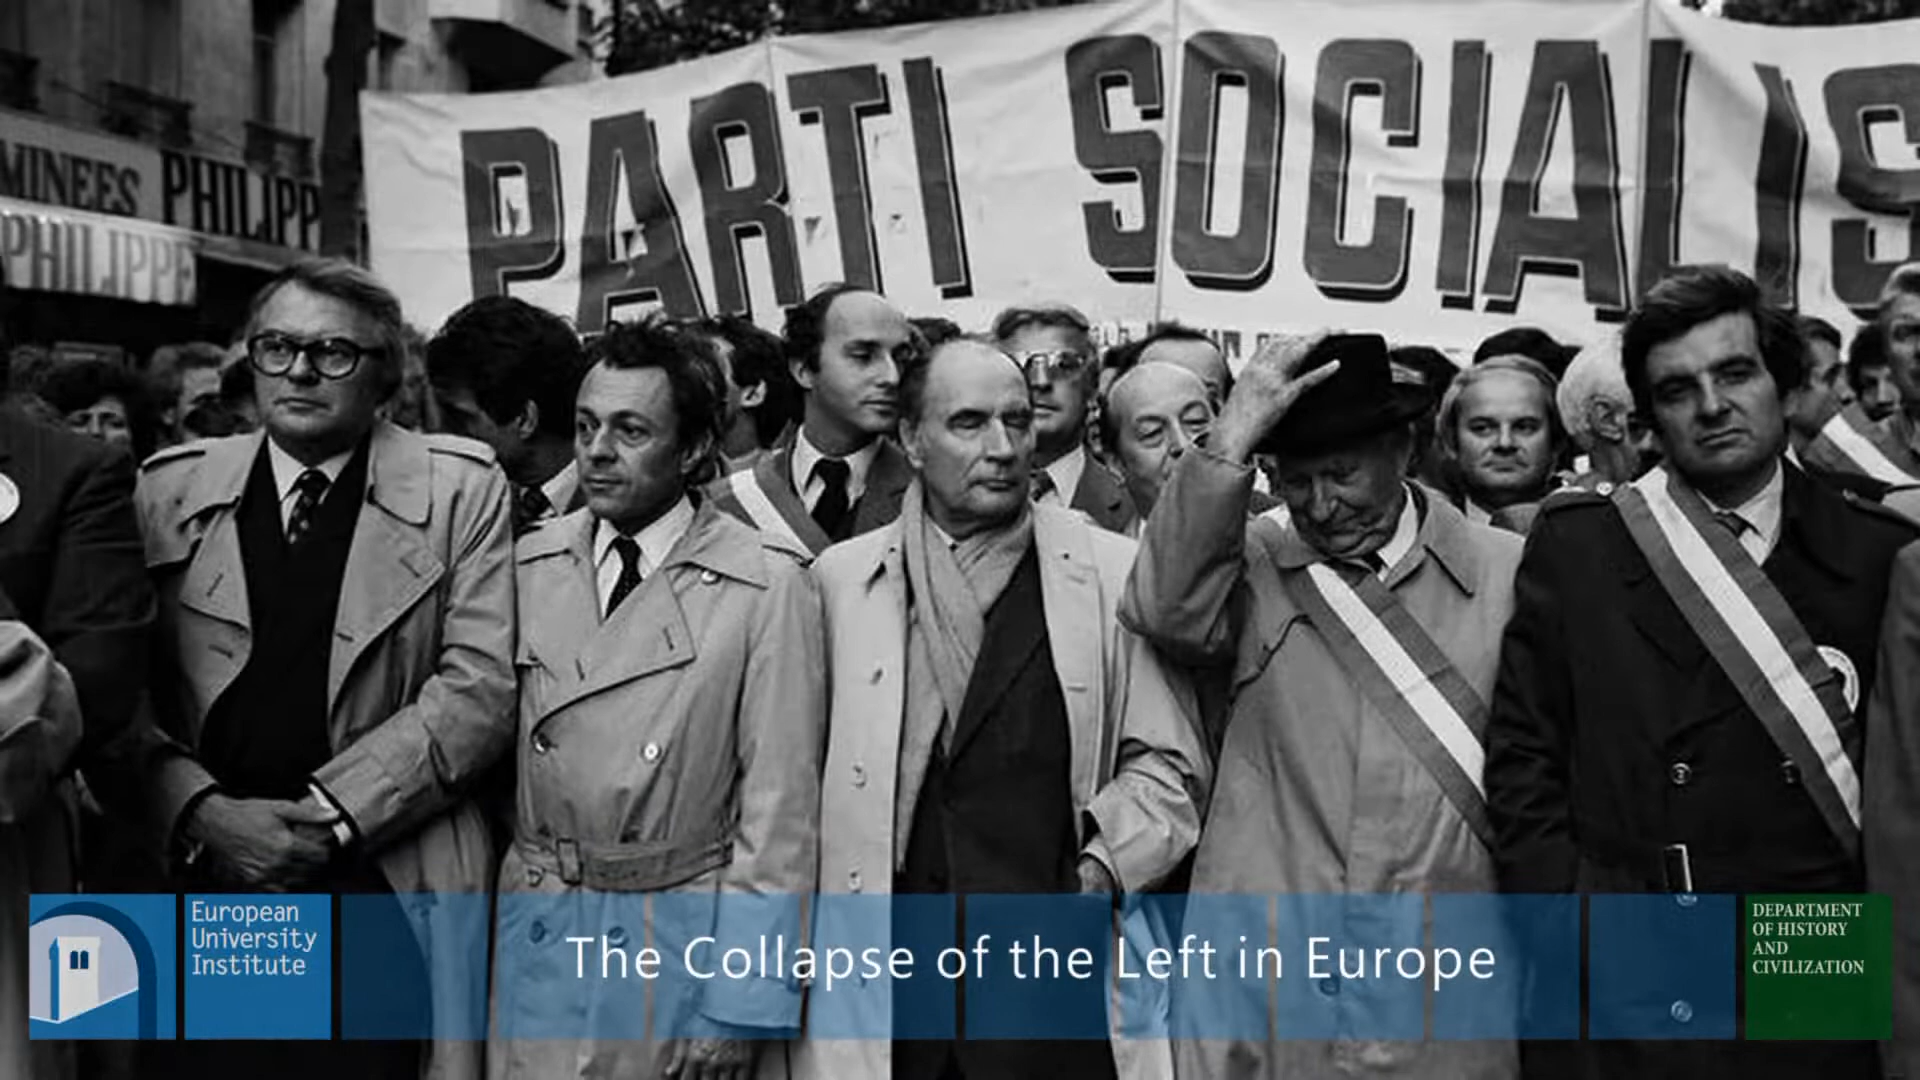 PARTI SOCIALIS
MINEES PHILIPP
PHILIPPE
European
University
Institute
The Collapse of the Left in Europe
DEPARTMENT
OF HISTORY
AND
CIVILIZATION